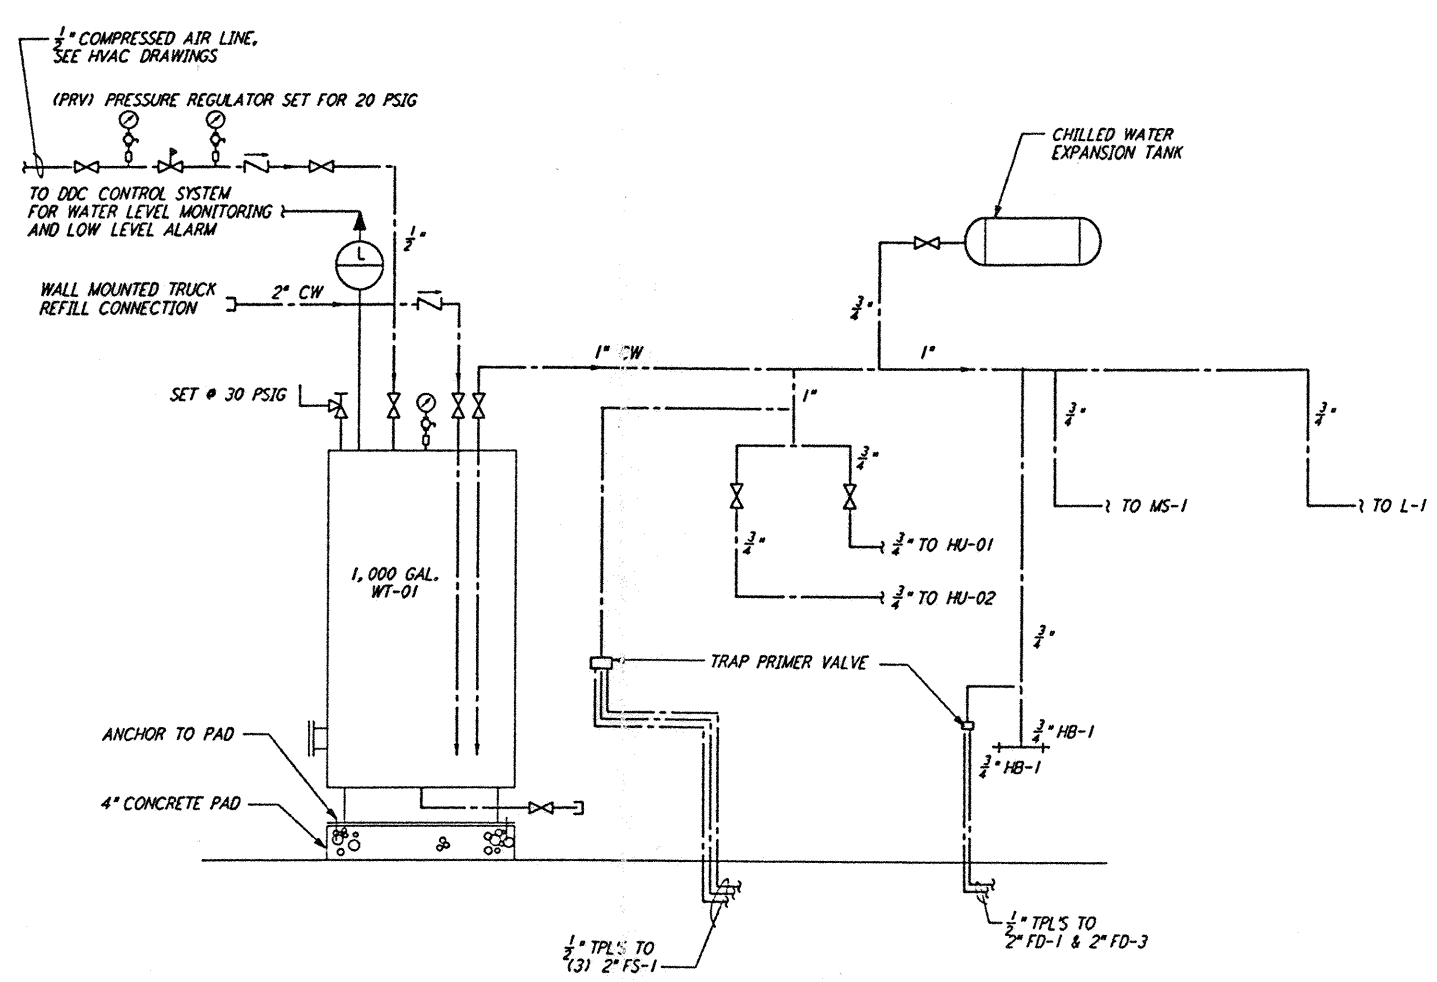 1/2" COMPRESSED AIR LINE,
SEE HVAC DRAWINGS
(PRV) PRESSURE REGULATOR SET FOR 20 PSIG
TO DDC CONTROL SYSTEM
FOR WATER LEVEL MONITORING
AND LOW LEVEL ALARM
L
1/2"
WALL MOUNTED TRUCK
REFILL CONNECTION
2" CW
SET @ 30 PSIG
1,000 GAL.
WT-01
ANCHOR TO PAD
4" CONCRETE PAD
CHILLED WATER
EXPANSION TANK
3/4"
1" CW
1"
1"
3/4"
3/4"
3/4" TO HU-01
3/4" TO HU-02
3/4"
TO MS-1
3/4"
TO L-1
3/4"
TRAP PRIMER VALVE
3/4" HB-1
3/4" HB-1
1/2" TPL'S TO
(3) 2" FS-1
1/2" TPL'S TO
2" FD-1 & 2" FD-3